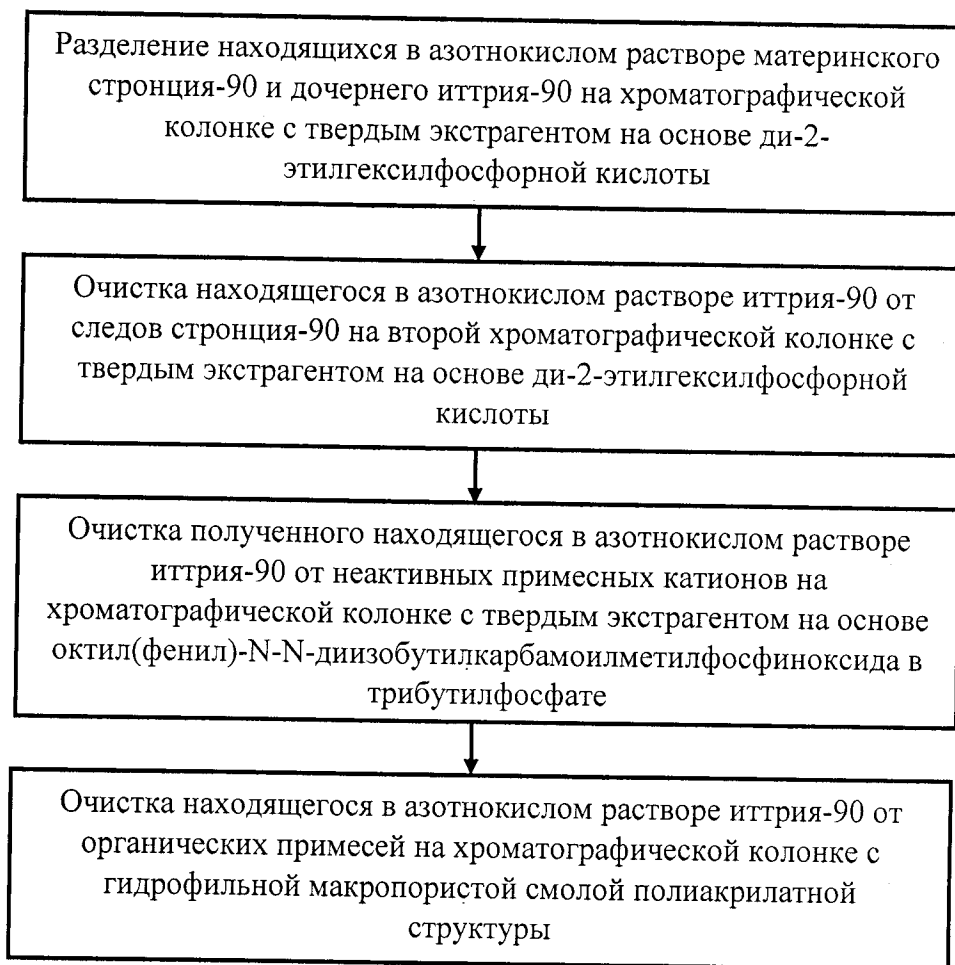 Разделение находящихся в азотнокислом растворе материнского
стронция-90 и дочернего иттрия-90 на хроматографической
колонке с твердым экстрагентом на основе ди-2-
этилгексилфосфорной кислоты
Очистка находящегося в азотнокислом растворе иттрия-90 от
следов стронция-90 на второй хроматографической колонке с
твердым экстрагентом на основе ди-2-этилгексилфосфорной
кислоты
Очистка полученного находящегося в азотнокислом растворе
иттрия-90 от неактивных примесных катионов на
хроматографической колонке с твердым экстрагентом на основе
октил(фенил)-N-N-диизобутилкарбамоилметилфосфиноксида в
трибутилфосфате
Очистка находящегося в азотнокислом растворе иттрия-90 от
органических примесей на хроматографической колонке с
гидрофильной макропористой смолой полиакрилатной
структуры